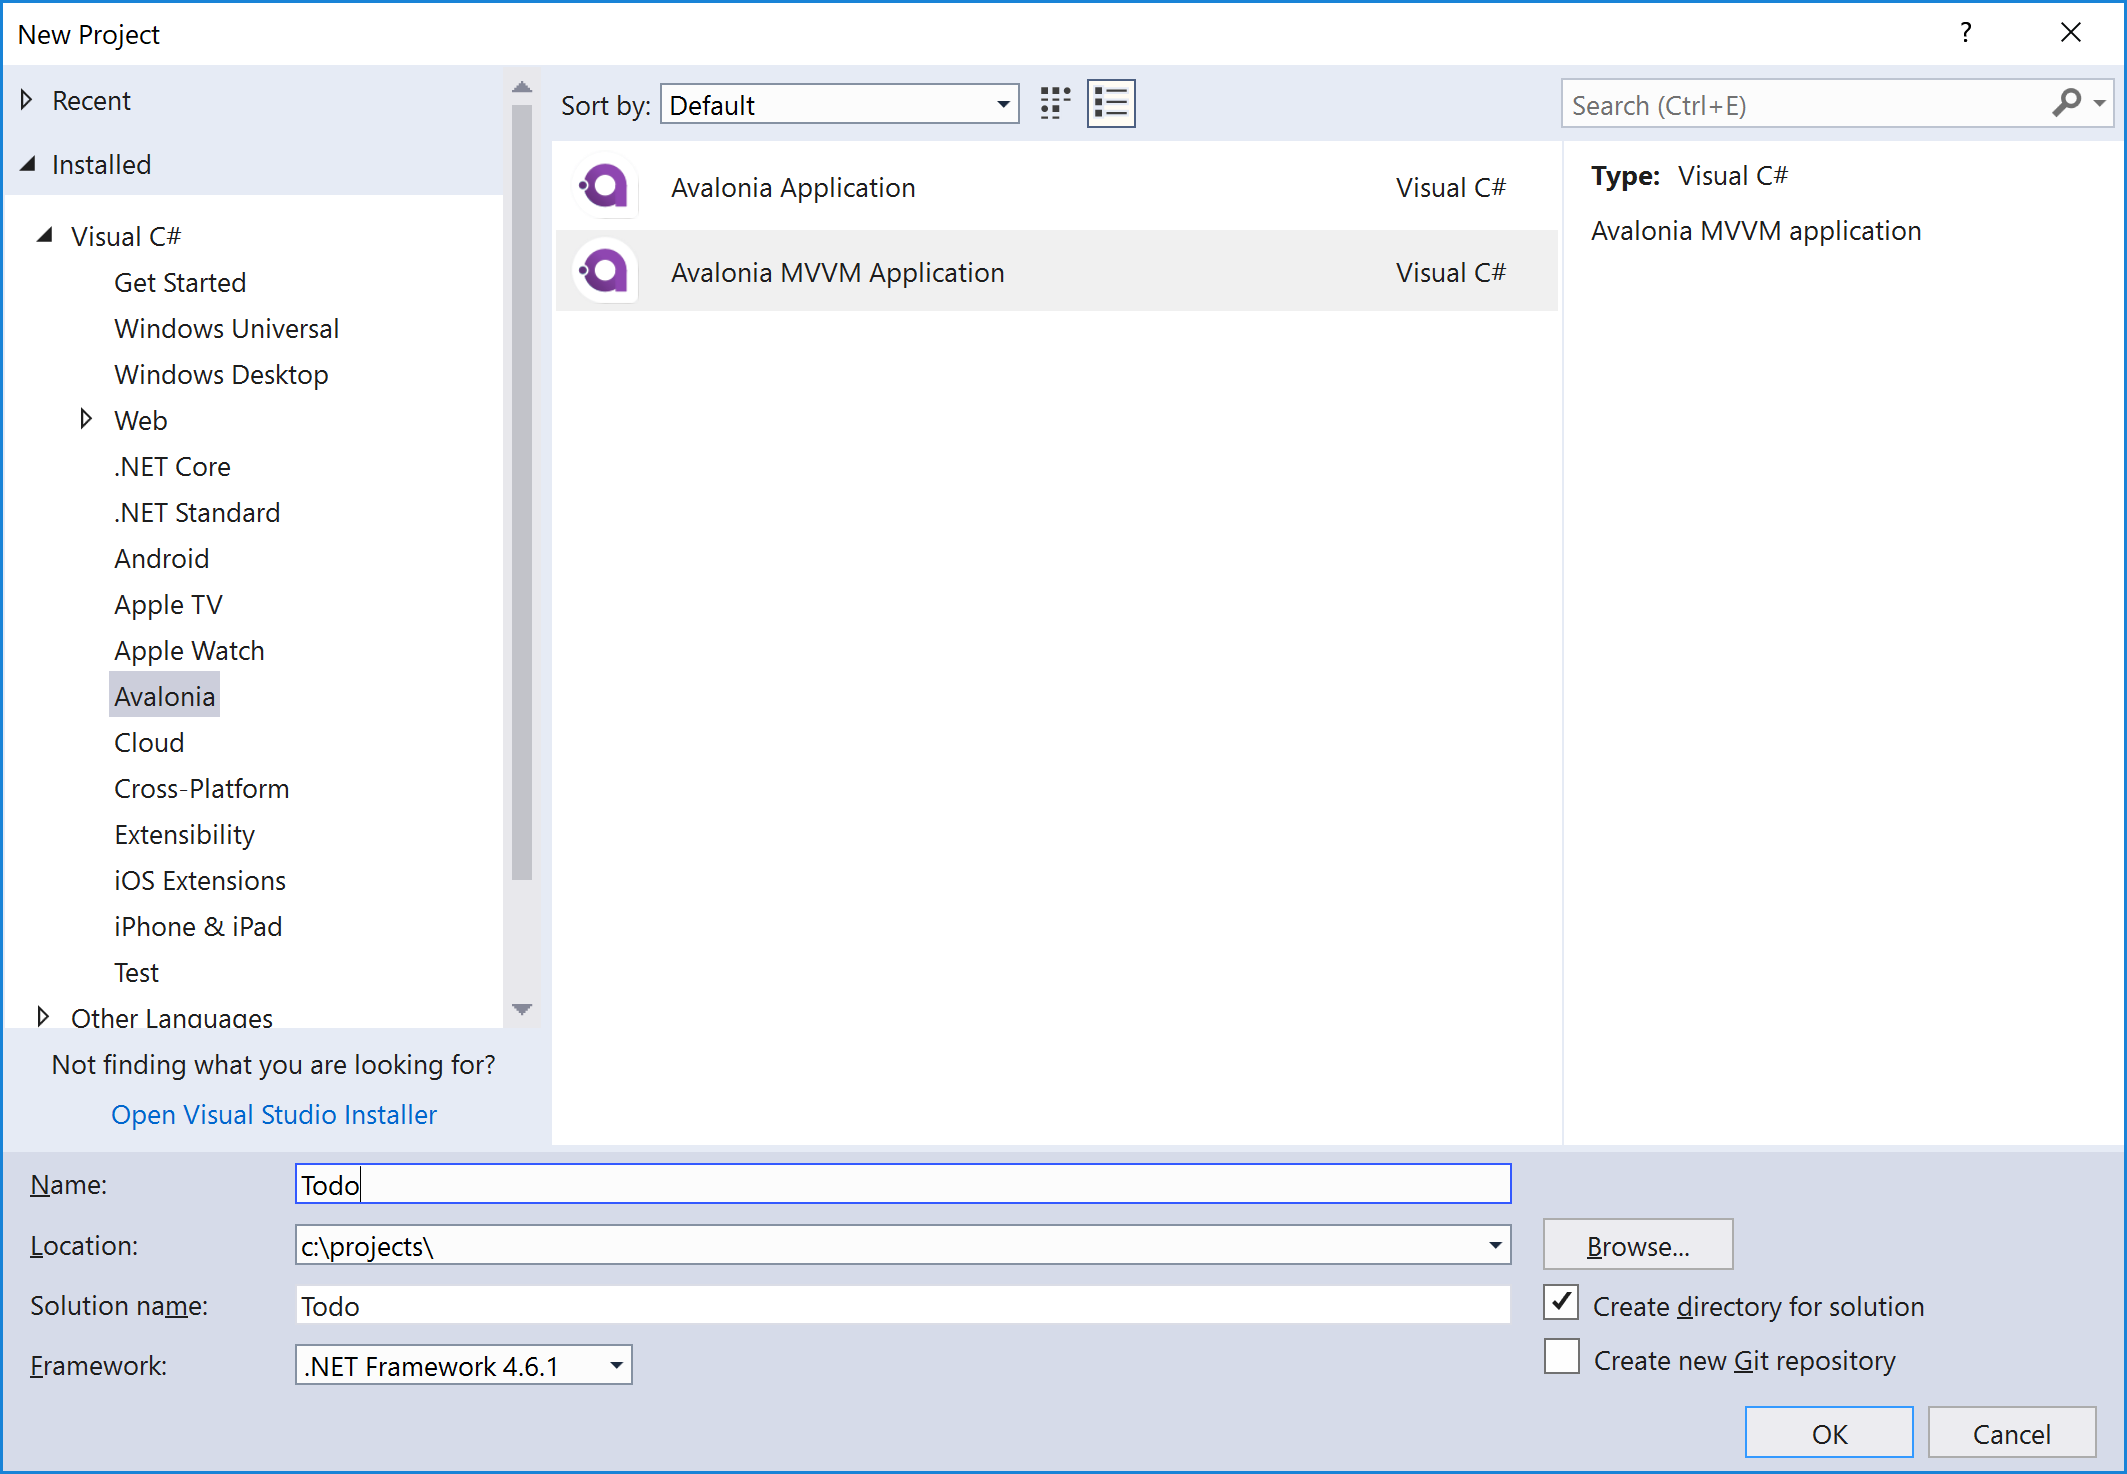 New Project
?
Recent
Installed
Visual C#
Get Started
Windows Universal
Windows Desktop
Web
.NET Core
.NET Standard
Android
Apple TV
Apple Watch
Avalonia
Cloud
Cross-Platform
Extensibility
iOS Extensions
iPhone & iPad
Test
Other Languages
Not finding what you are looking for?
Open Visual Studio Installer
Sort by: Default
Search (Ctrl+E)
Avalonia Application Visual C#
Avalonia MVVM Application Visual C#
Type: Visual C#
Avalonia MVVM application
Name: Todo
Location: c:\projects\
Browse...
Solution name: Todo
Create directory for solution
Framework: .NET Framework 4.6.1
Create new Git repository
OK
Cancel